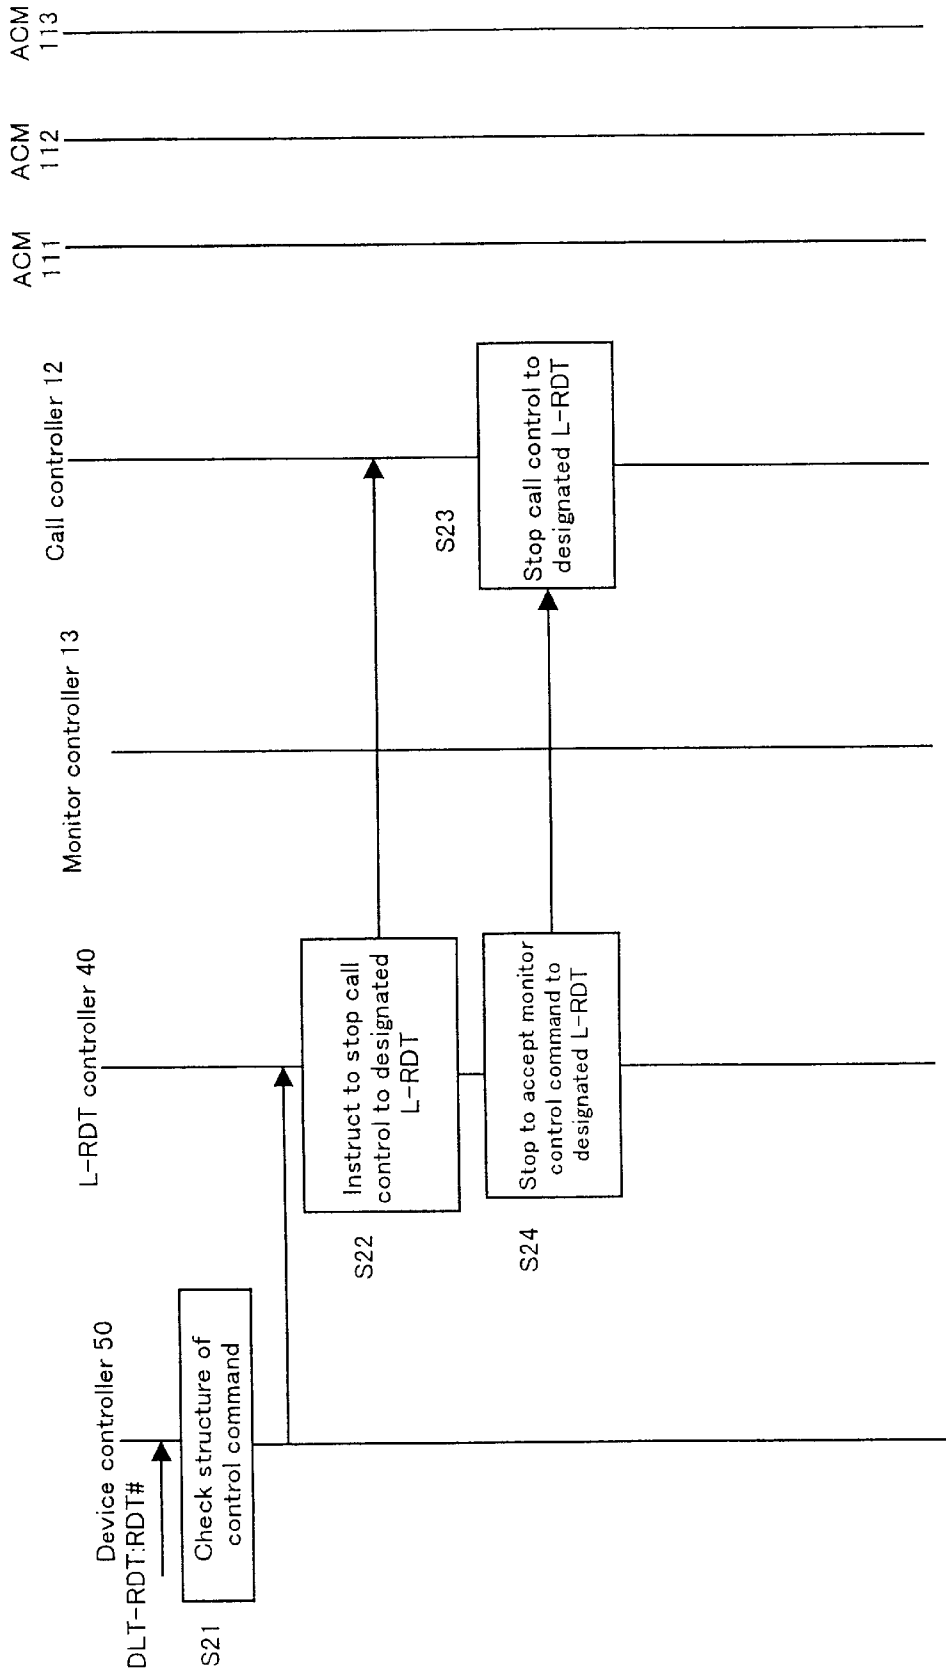 Device controller 50
DLT-RDT:RDT#
L-RDT controller 40
Monitor controller 13
Call controller 12
ACM
111
ACM
112
ACM
113
S21
Check structure of
control command
S22
Instruct to stop call
control to designated
L-RDT
S23
Stop call control to
designated L-RDT
S24
Stop to accept monitor
control command to
designated L-RDT